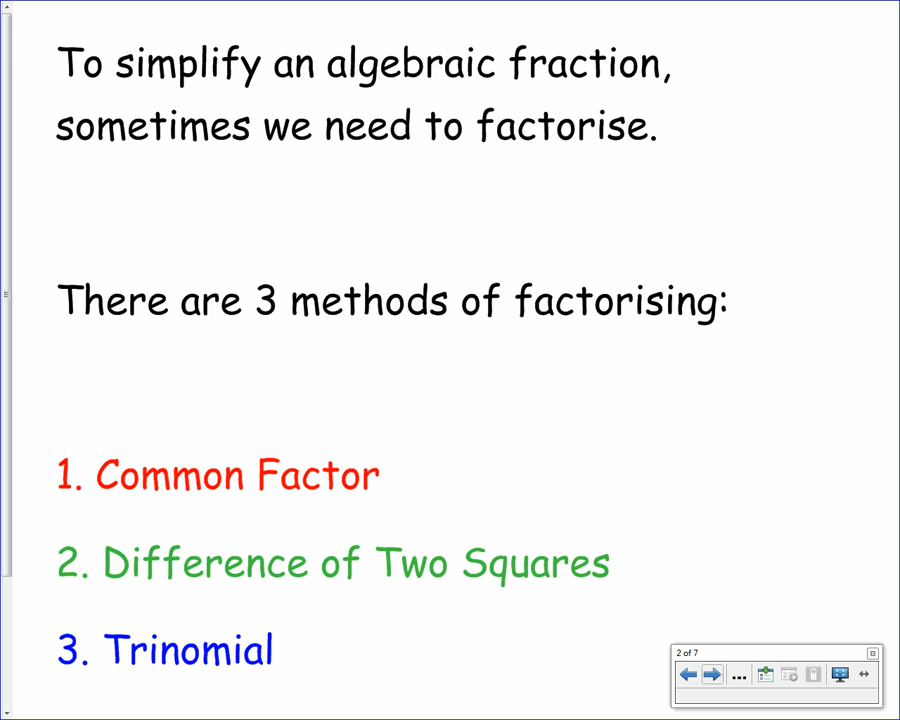 To simplify an algebraic fraction,
sometimes we need to factorise.
There are 3 methods of factorising:
1. Common Factor
2. Difference of Two Squares
3. Trinomial
2 of 7